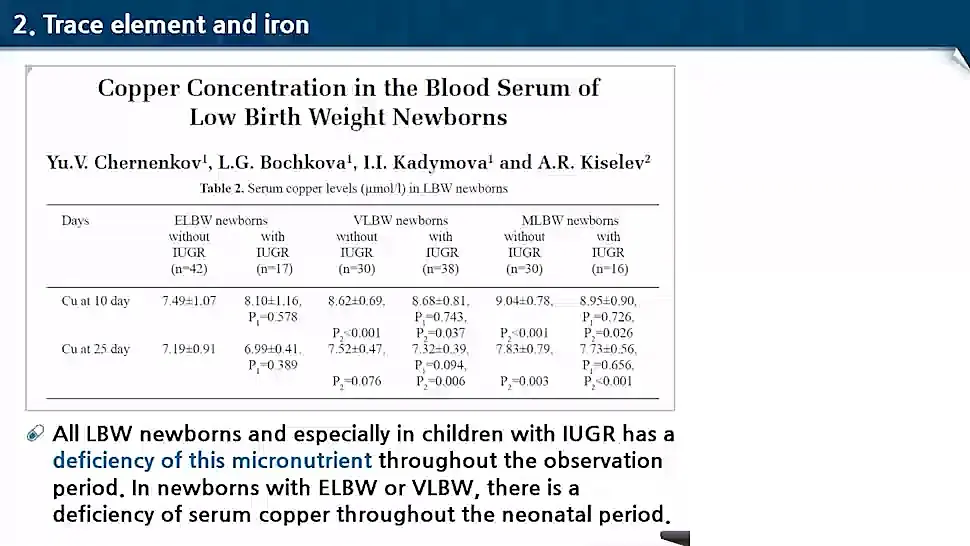 2. Trace element and iron
Copper Concentration in the Blood Serum of
Low Birth Weight Newborns
Yu.V. Chernenkov¹, L.G. Bochkova¹, I.I. Kadymova¹ and A.R. Kiselev²
Table 2. Serum copper levels (μmol/l) in LBW newborns
Days ELBW newborns VLBW newborns MLBW newborns
without with without with without with
IUGR IUGR IUGR IUGR IUGR IUGR
(n=42) (n=17) (n=30) (n=38) (n=30) (n=16)
Cu at 10 day 7.49±1.07 8.10±1.16, 8.62±0.69, 8.68±0.81, 9.04±0.78, 8.95±0.90,
P₁=0.578 P₁=0.743, P₁=0.726,
P₂<0.001 P₂=0.037 P₂<0.001 P₂=0.026
Cu at 25 day 7.19±0.91 6.99±0.41, 7.52±0.47, 7.32±0.39, 7.83±0.79, 7.73±0.56,
P₁=0.389 P₁=0.094, P₁=0.656,
P₂=0.076 P₂=0.006 P₂=0.003 P₂<0.001
All LBW newborns and especially in children with IUGR has a
deficiency of this micronutrient throughout the observation
period. In newborns with ELBW or VLBW, there is a
deficiency of serum copper throughout the neonatal period.